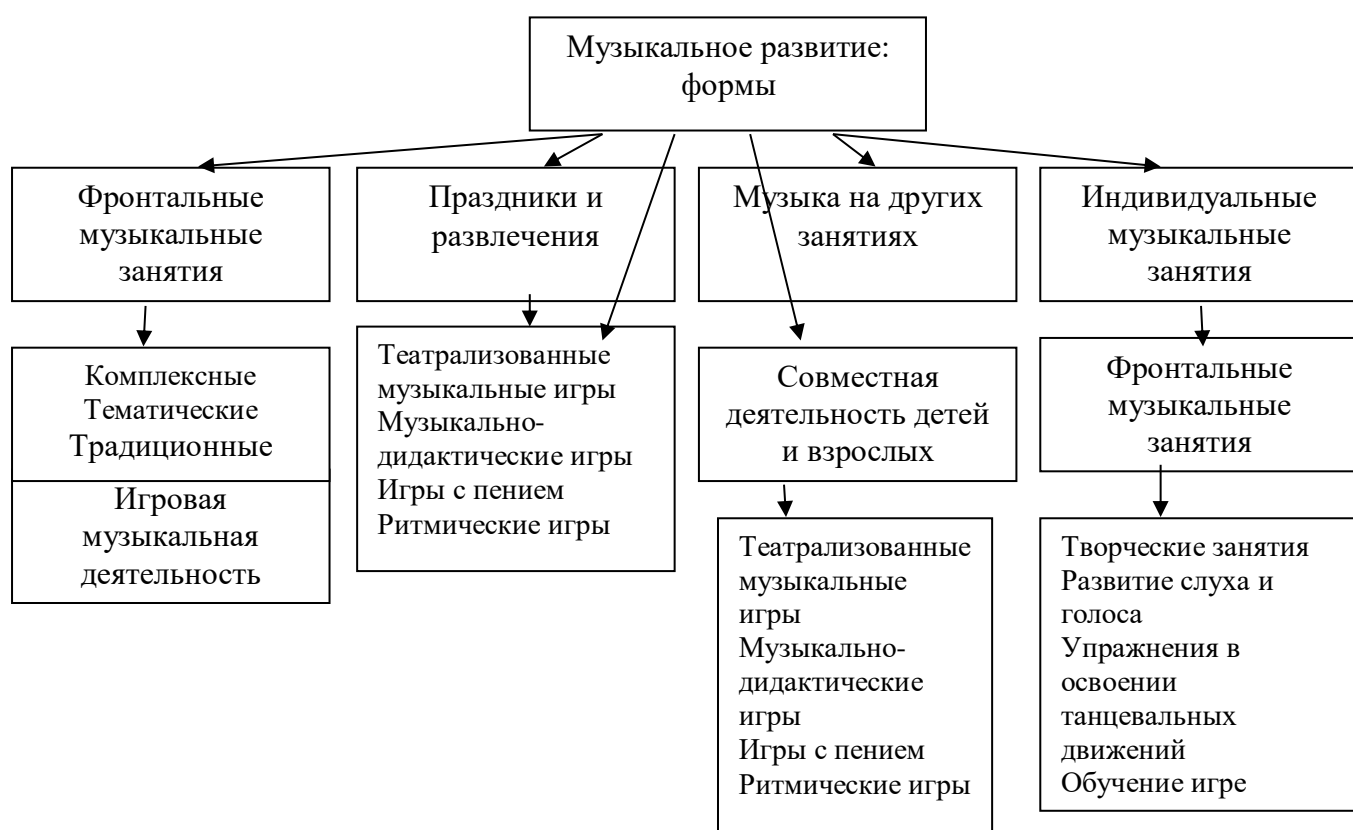 Музыкальное развитие:
формы
Фронтальные
музыкальные
занятия
Праздники и
развлечения
Музыка на других
занятиях
Индивидуальные
музыкальные
занятия
Комплексные
Тематические
Традиционные
Игровая
музыкальная
деятельность
Театрализованные
музыкальные игры
Музыкально-
дидактические игры
Игры с пением
Ритмические игры
Совместная
деятельность детей
и взрослых
Фронтальные
музыкальные
занятия
Театрализованные
музыкальные
игры
Музыкально-
дидактические
игры
Игры с пением
Ритмические игры
Творческие занятия
Развитие слуха и
голоса
Упражнения в
освоении
танцевальных
движений
Обучение игре